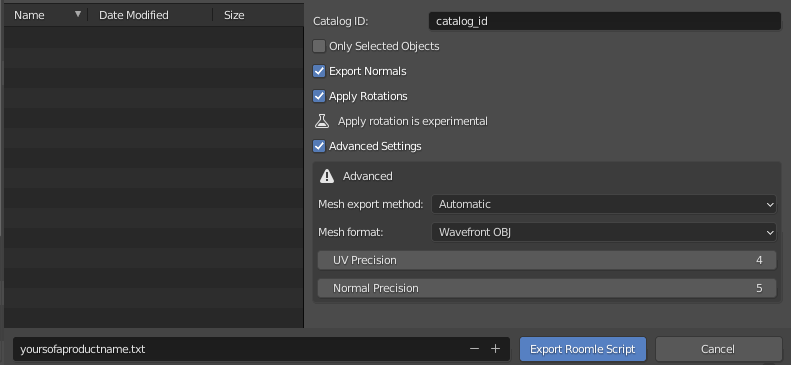 Name Date Modified Size
Catalog ID: catalog_id
Only Selected Objects
Export Normals
Apply Rotations
Apply rotation is experimental
Advanced Settings
Advanced
Mesh export method: Automatic
Mesh format: Wavefront OBJ
UV Precision 4
Normal Precision 5
yoursofaproductname.txt − + Export Roomle Script Cancel